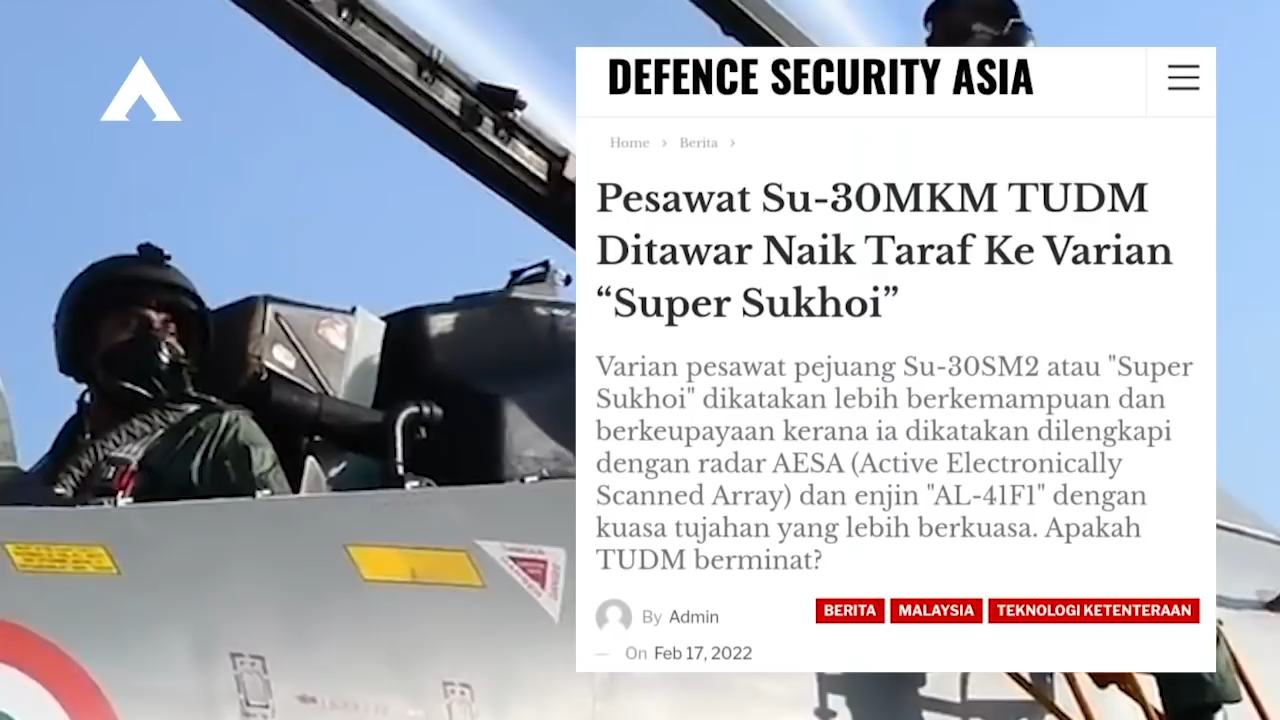 DEFENCE SECURITY ASIA
Home > Berita >
Pesawat Su-30MKM TUDM
Ditawar Naik Taraf Ke Varian
“Super Sukhoi”
Varian pesawat pejuang Su-30SM2 atau "Super
Sukhoi" dikatakan lebih berkemampuan dan
berkeupayaan kerana ia dikatakan dilengkapi
dengan radar AESA (Active Electronically
Scanned Array) dan enjin "AL-41F1" dengan
kuasa tujahan yang lebih berkuasa. Apakah
TUDM berminat?
By Admin
BERITA MALAYSIA TEKNOLOGI KETENTERAAN
— On Feb 17, 2022